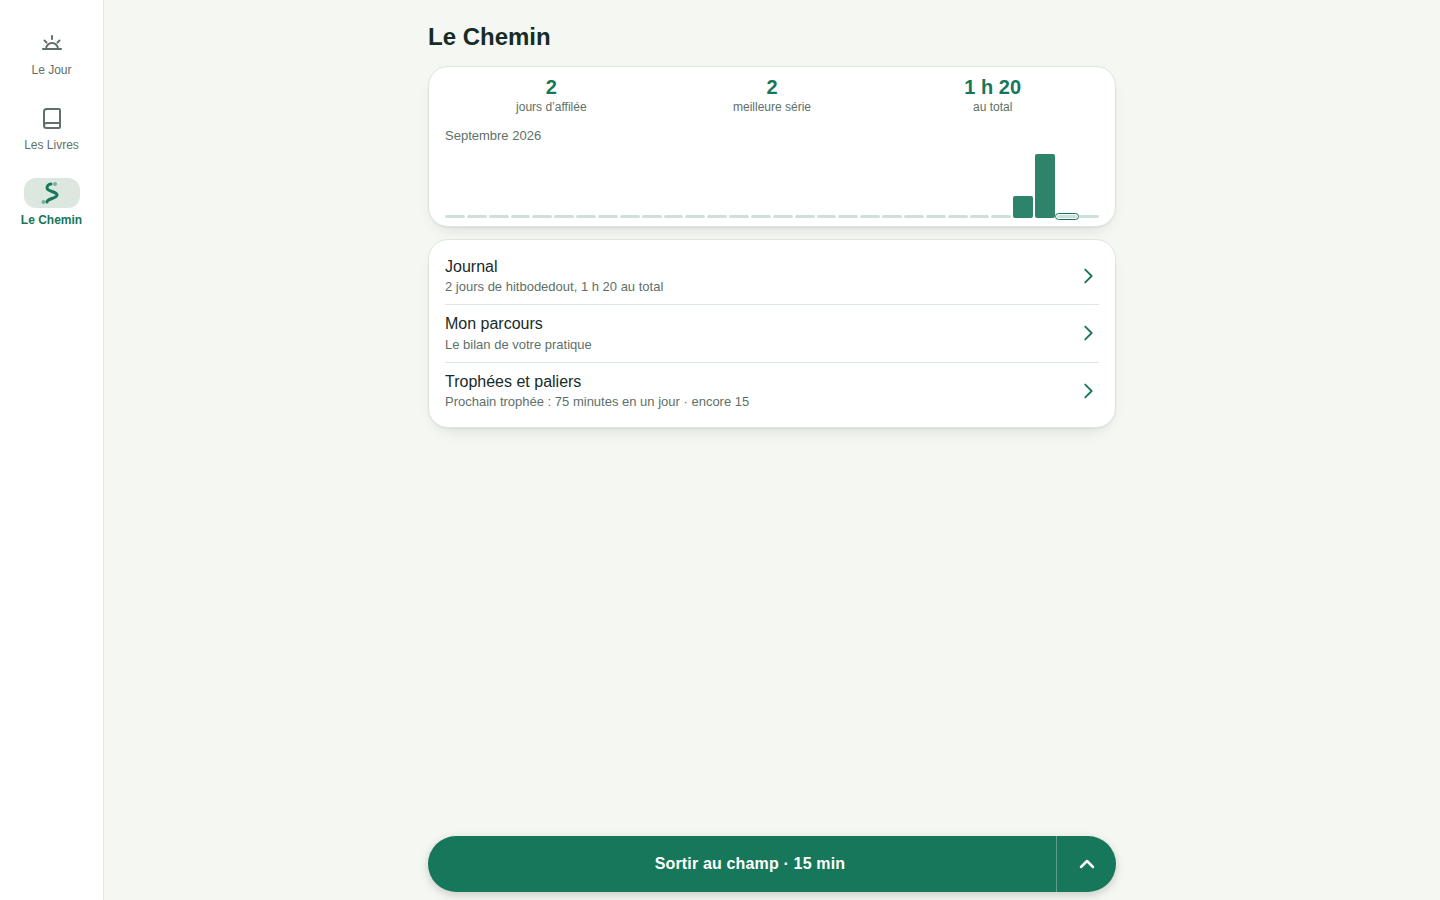 Le Jour
Les Livres
Le Chemin
Le Chemin
2
jours d’affilée
2
meilleure série
1 h 20
au total
Septembre 2026
Journal
2 jours de hitbodedout, 1 h 20 au total
Mon parcours
Le bilan de votre pratique
Trophées et paliers
Prochain trophée : 75 minutes en un jour · encore 15
Sortir au champ · 15 min